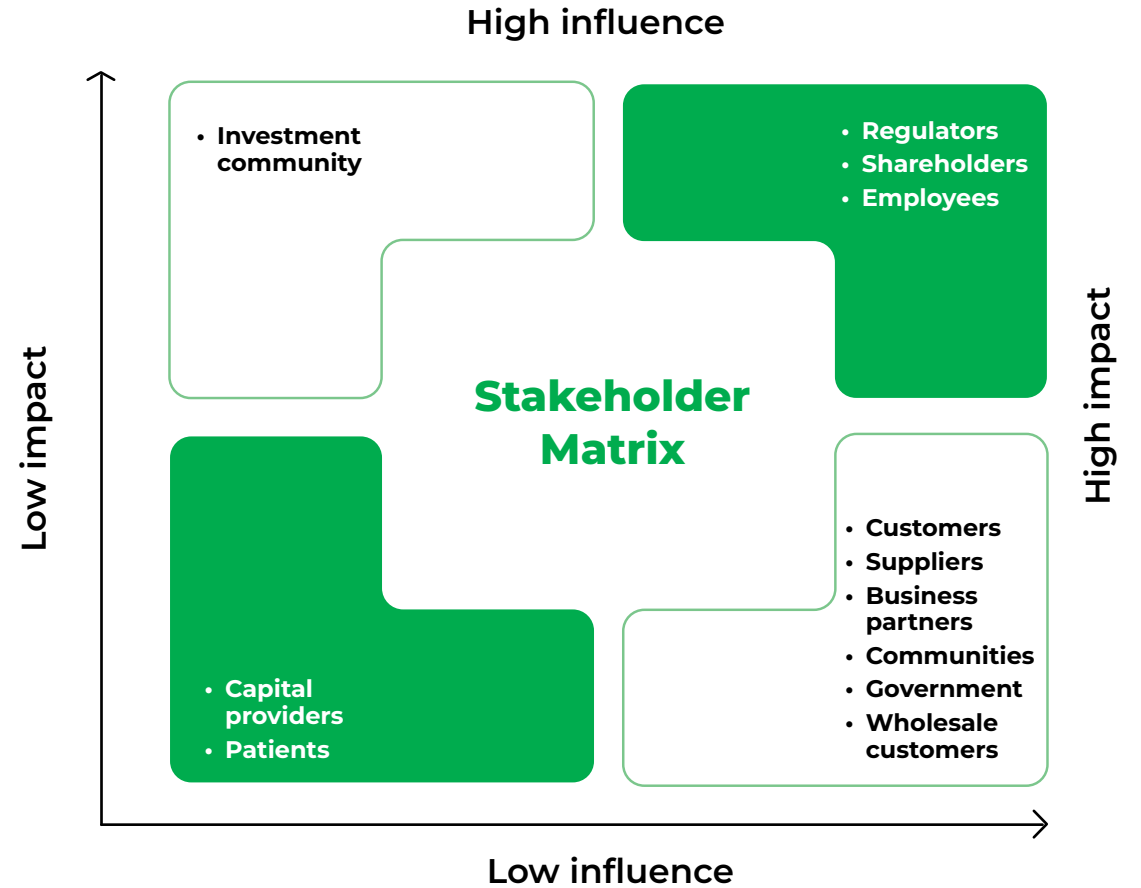 High influence
• Investment
community
• Regulators
• Shareholders
• Employees
Low impact
High impact
Stakeholder
Matrix
• Capital
providers
• Patients
• Customers
• Suppliers
• Business
partners
• Communities
• Government
• Wholesale
customers
Low influence